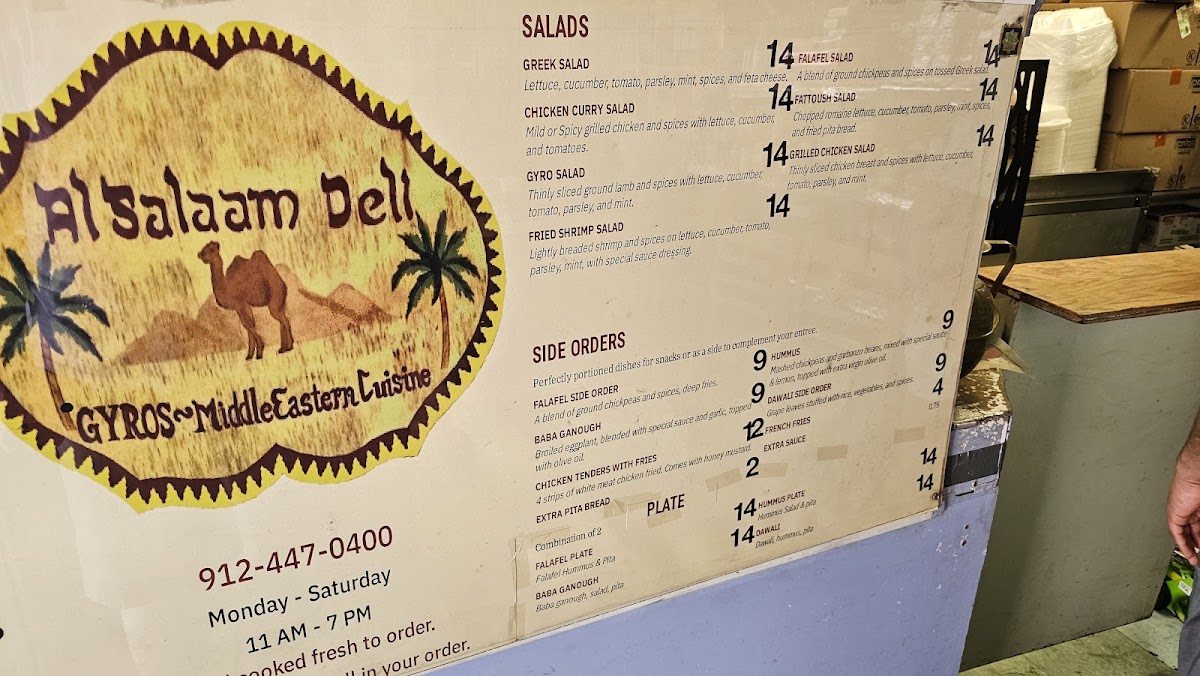 Al Salaam Deli
GYROS~Middle Eastern Cuisine
912-447-0400
Monday - Saturday
11 AM - 7 PM
cooked fresh to order.
in your order.
SALADS
GREEK SALAD 14
Lettuce, cucumber, tomato, parsley, mint, spices, and feta cheese.
CHICKEN CURRY SALAD 14
Mild or Spicy grilled chicken and spices with lettuce, cucumber,
and tomatoes.
GYRO SALAD 14
Thinly sliced ground lamb and spices with lettuce, cucumber,
tomato, parsley, and mint.
FRIED SHRIMP SALAD 14
Lightly breaded shrimp and spices on lettuce, cucumber, tomato,
parsley, mint, with special sauce dressing.
FALAFEL SALAD 14
A blend of ground chickpeas and spices on tossed Greek salad.
FATTOUSH SALAD 14
Chopped romaine lettuce, cucumber, tomato, parsley, mint, spices,
and fried pita bread.
GRILLED CHICKEN SALAD 14
Thinly sliced chicken breast and spices with lettuce, cucumber,
tomato, parsley, and mint.
SIDE ORDERS
Perfectly portioned dishes for snacks or as a side to complement your entree.
FALAFEL SIDE ORDER 9
A blend of ground chickpeas and spices, deep fries.
BABA GANOUGH 9
Broiled eggplant, blended with special sauce and garlic, topped
with olive oil.
CHICKEN TENDERS WITH FRIES 12
4 strips of white meat chicken fried. Comes with honey mustard.
EXTRA PITA BREAD 2
HUMMUS 9
Mashed chickpeas and garbanzo beans, mixed with special sauce
& lemon, topped with extra virgin olive oil.
DAWALI SIDE ORDER 9
Grape leaves stuffed with rice, vegetables, and spices.
FRENCH FRIES 4
EXTRA SAUCE 0.75
PLATE
Combination of 2
FALAFEL PLATE 14
Falafel Hummus & Pita
BABA GANOUGH 14
Baba ganough, salad, pita
HUMMUS PLATE 14
Hummus Salad & pita
DAWALI 14
Dawali, hummus, pita